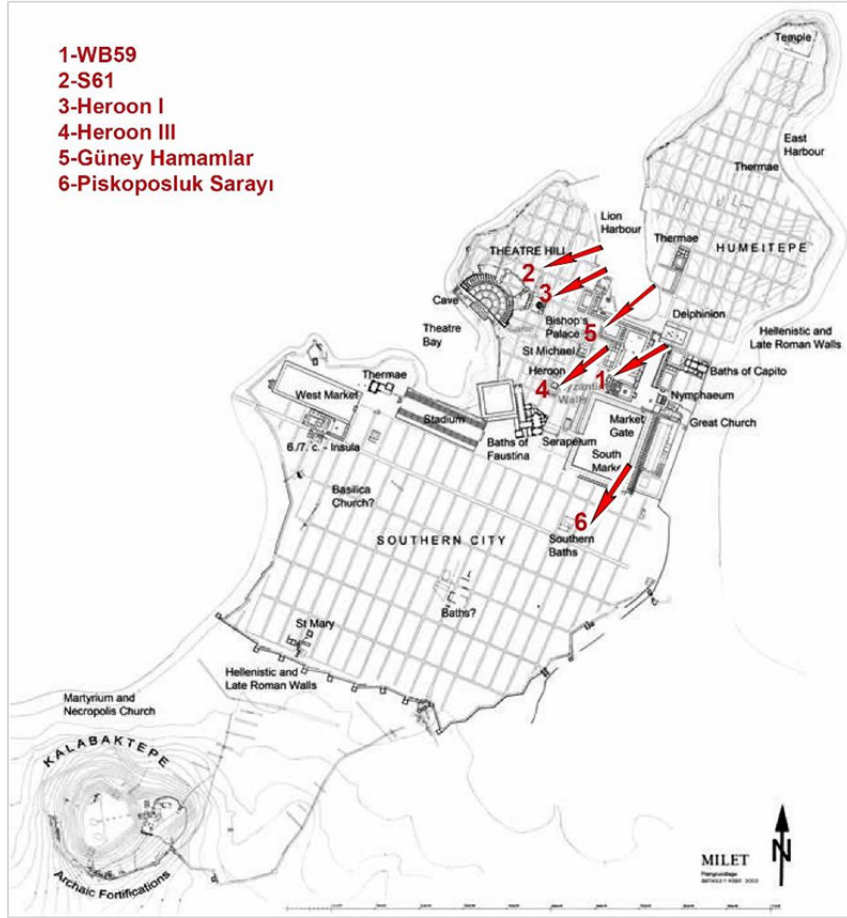 1-WB59
2-S61
3-Heroon I
4-Heroon III
5-Güney Hamamlar
6-Piskoposluk Sarayı
Temple
East
Harbour
Thermae
Lion
Harbour
Thermae
HUMEITEPE
THEATRE HILL
2
3
Cave
Theatre
Bay
Bishop's
Palace
5
Delphinion
Hellenistic and
Late Roman Walls
St Michael
Heroon
4
1
Walls
Baths of Capito
Nymphaeum
Great Church
Thermae
West Market
Stadium
Baths of
Faustina
Serapeum
Market
Gate
South
Market
6./7. c. - Insula
Basilica
Church?
6
Southern
Baths
SOUTHERN CITY
Baths?
St Mary
Hellenistic and
Late Roman Walls
Martyrium and
Necropolis Church
KALABAKTEPE
Archaic Fortifications
MILET
N